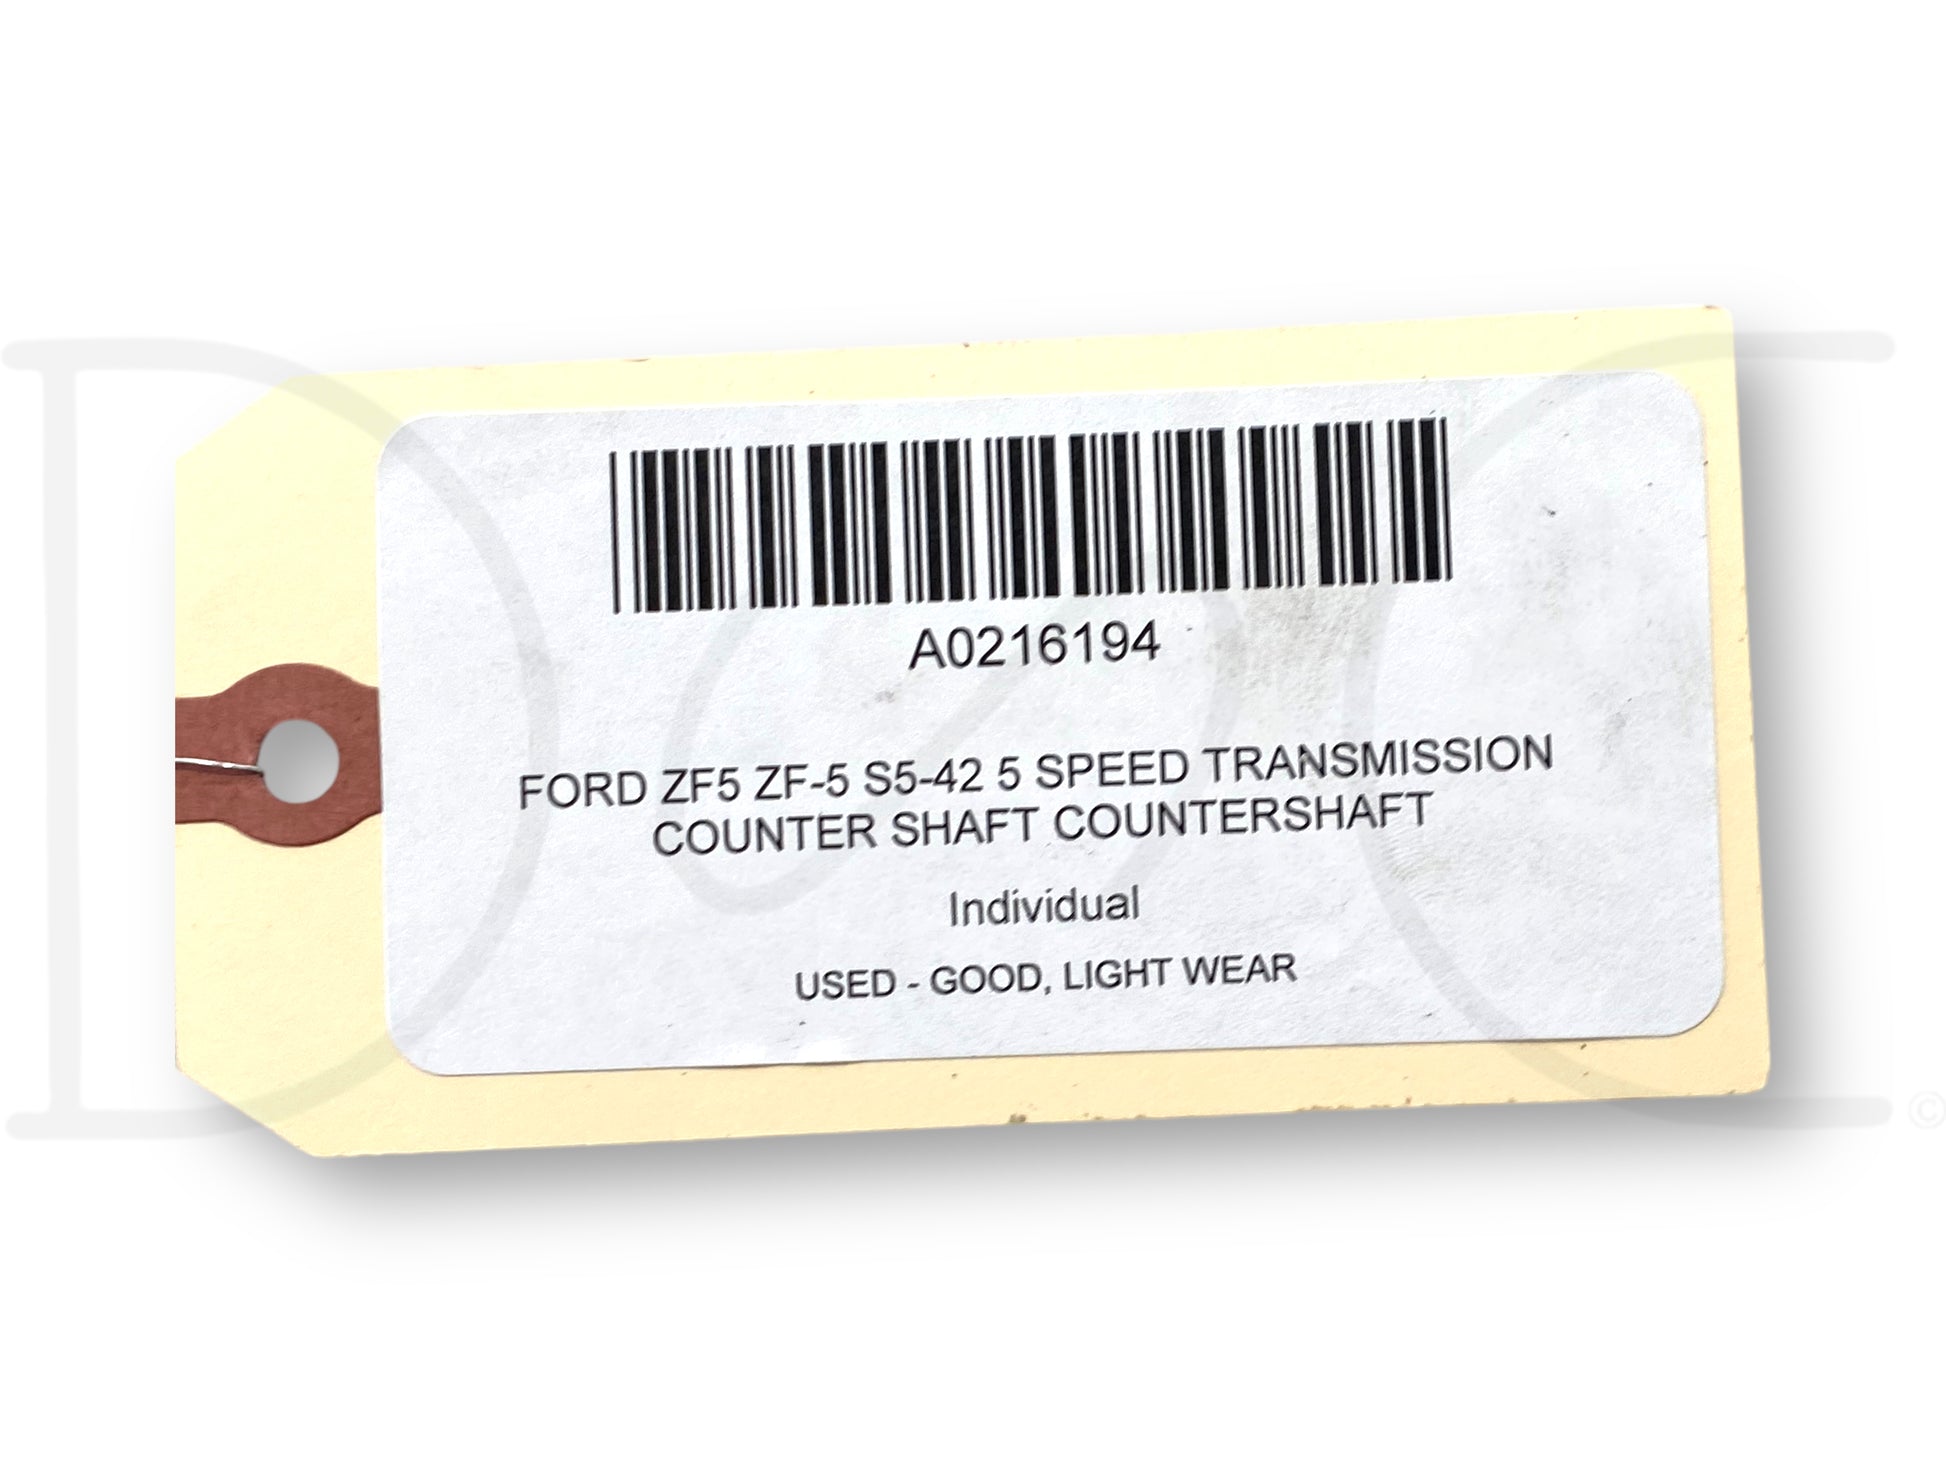 A0216194
FORD ZF5 ZF-5 S5-42 5 SPEED TRANSMISSION
COUNTER SHAFT COUNTERSHAFT
Individual
USED - GOOD, LIGHT WEAR
©